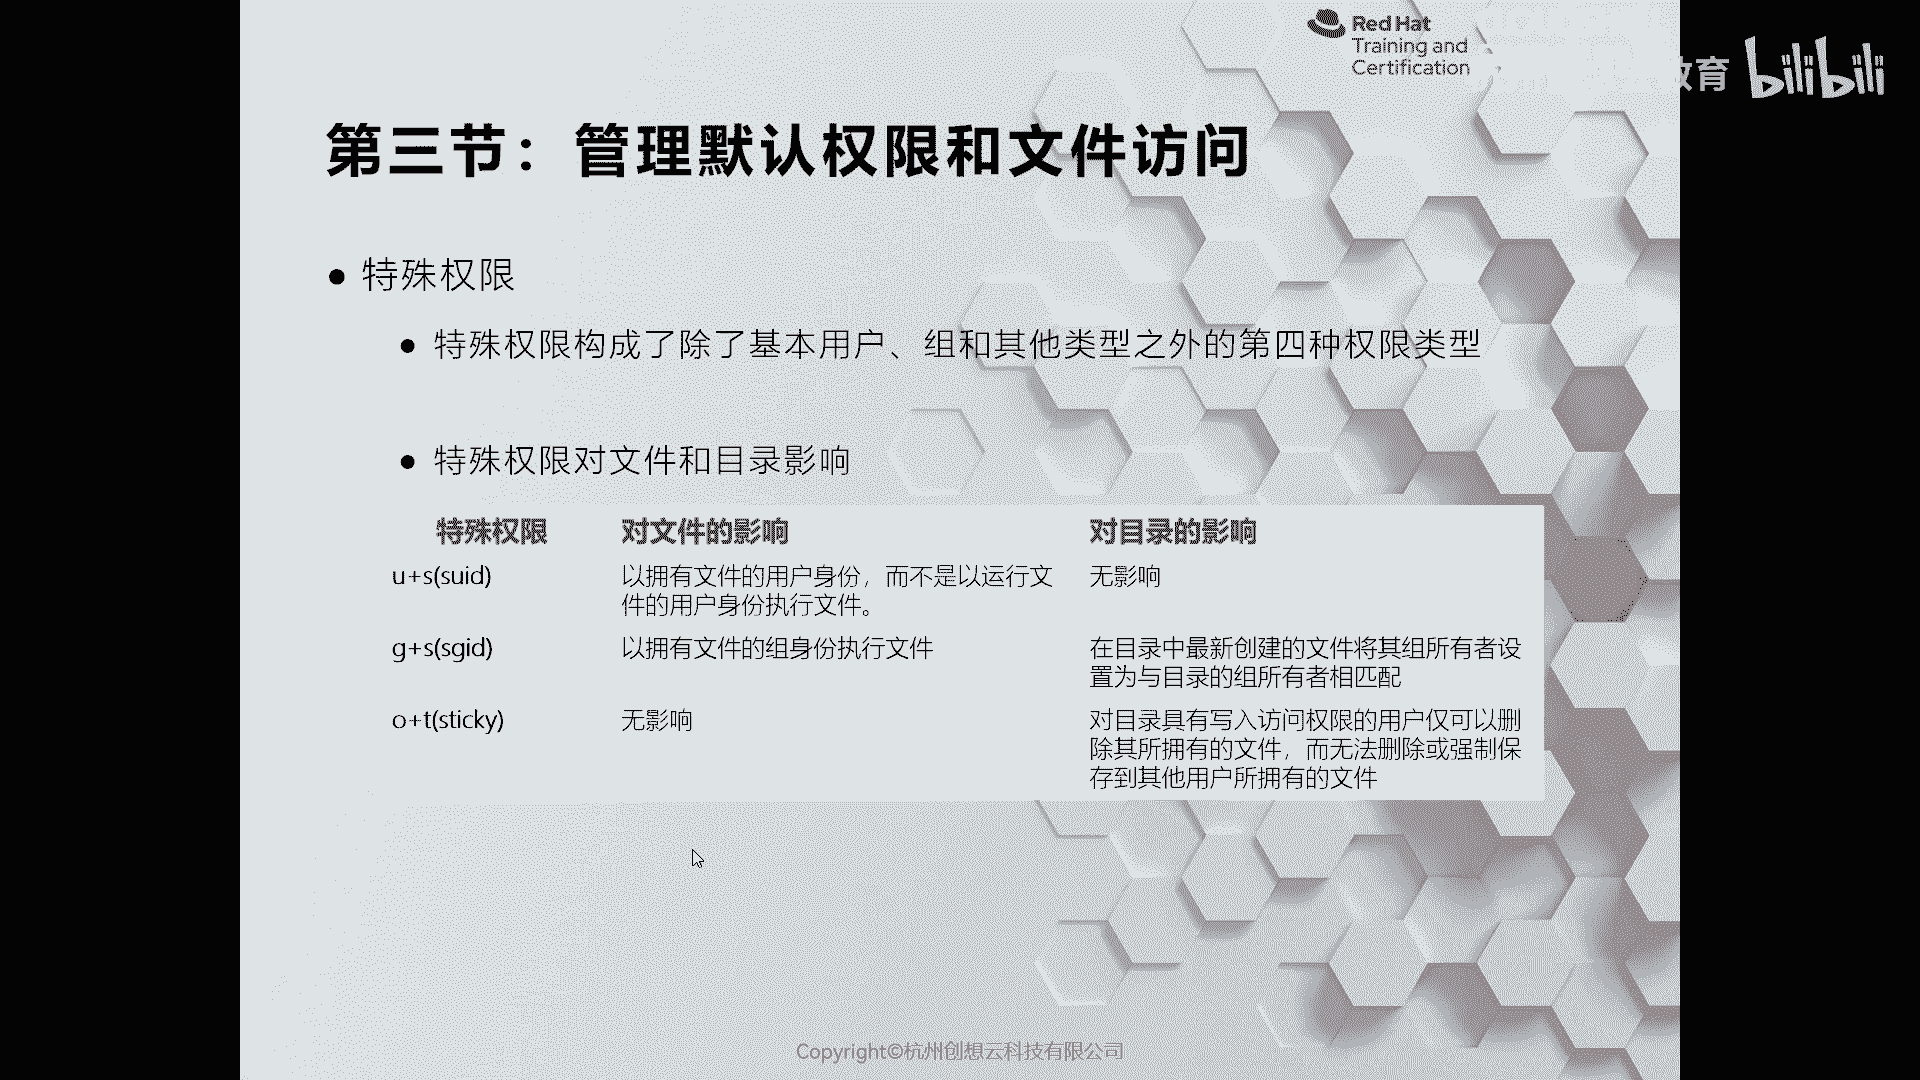 Red Hat
Training and
Certification
教育 bilibili
第三节：管理默认权限和文件访问
● 特殊权限
● 特殊权限构成了除了基本用户、组和其他类型之外的第四种权限类型
● 特殊权限对文件和目录影响
特殊权限 对文件的影响 对目录的影响
u+s(suid) 以拥有文件的用户身份，而不是以运行文 无影响
件的用户身份执行文件。
g+s(sgid) 以拥有文件的组身份执行文件 在目录中最新创建的文件将其组所有者设
置为与目录的组所有者相匹配
o+t(sticky) 无影响 对目录具有写入访问权限的用户仅可以删
除其所拥有的文件，而无法删除或强制保
存到其他用户所拥有的文件
Copyright©杭州创想云科技有限公司